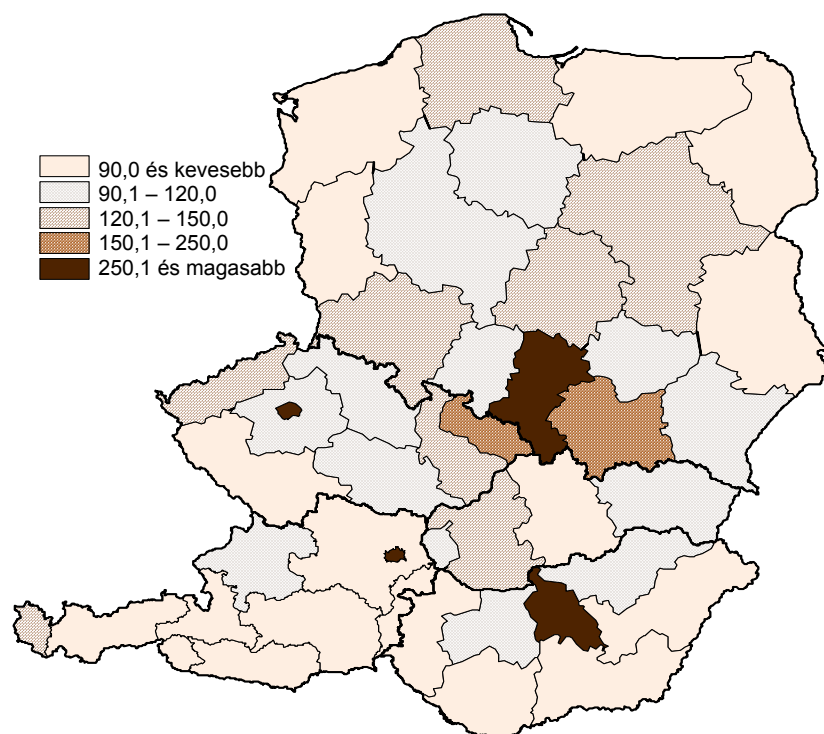 90,0 és kevesebb
90,1 – 120,0
120,1 – 150,0
150,1 – 250,0
250,1 és magasabb